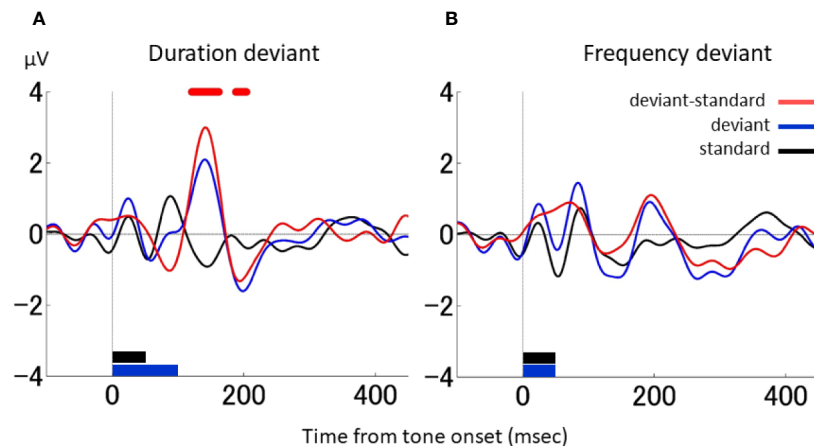 A
B
Duration deviant
Frequency deviant
μV
4
2
0
−2
−4
0
200
400
4
2
0
−2
−4
0
200
400
deviant-standard
deviant
standard
Time from tone onset (msec)